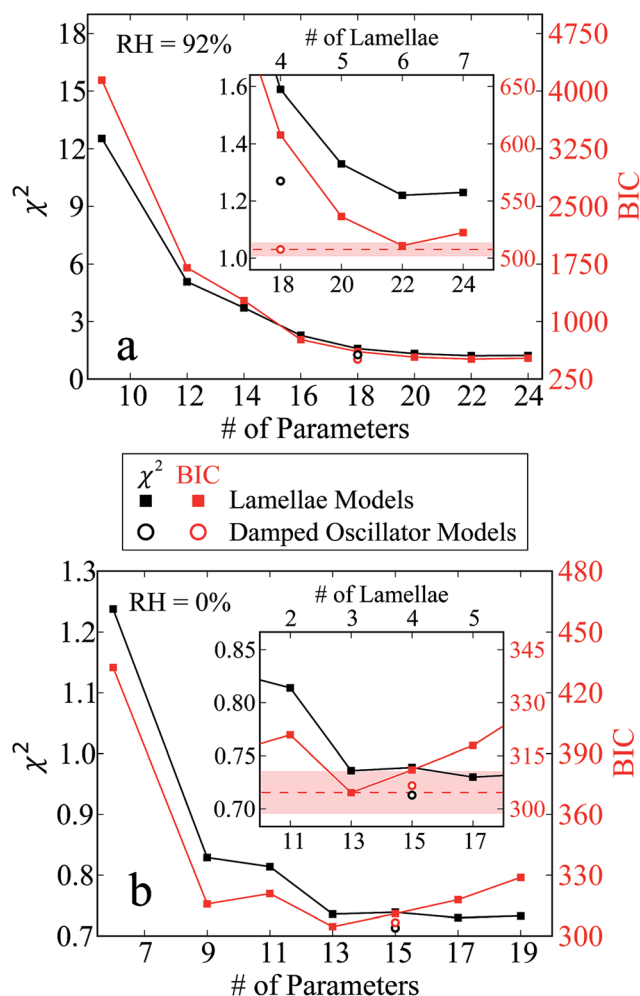 RH = 92%
# of Lamellae
4 5 6 7
1.6
1.4
1.2
1.0
650
600
550
500
18 20 22 24
18
15
12
9
6
3
0
χ²
4750
4000
3250
2500
1750
1000
250
BIC
a
10 12 14 16 18 20 22 24
# of Parameters
χ² BIC
Lamellae Models
Damped Oscillator Models
RH = 0%
# of Lamellae
2 3 4 5
0.85
0.80
0.75
0.70
345
330
315
300
11 13 15 17
1.3
1.2
1.1
1.0
0.9
0.8
0.7
χ²
480
450
420
390
360
330
300
BIC
b
7 9 11 13 15 17 19
# of Parameters